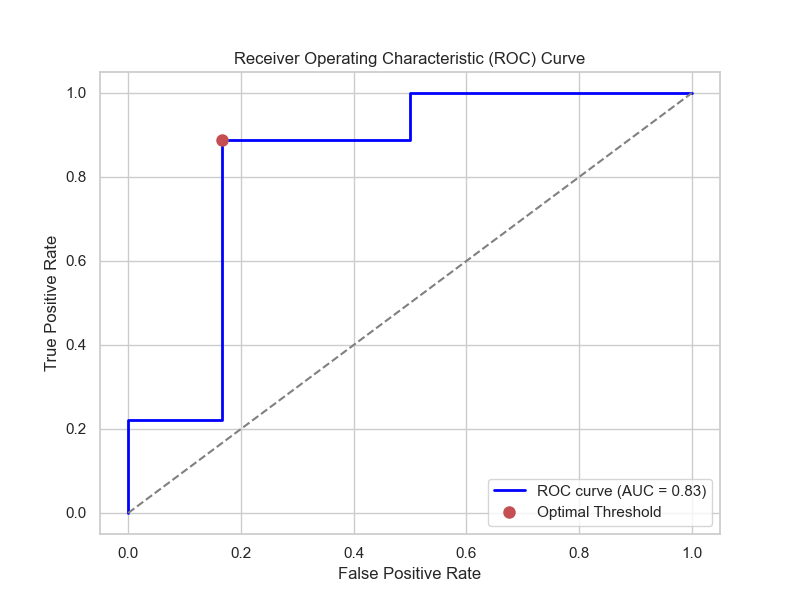 Receiver Operating Characteristic (ROC) Curve
1.0
0.8
0.6
0.4
0.2
0.0
True Positive Rate
0.0 0.2 0.4 0.6 0.8 1.0
False Positive Rate
ROC curve (AUC = 0.83)
Optimal Threshold